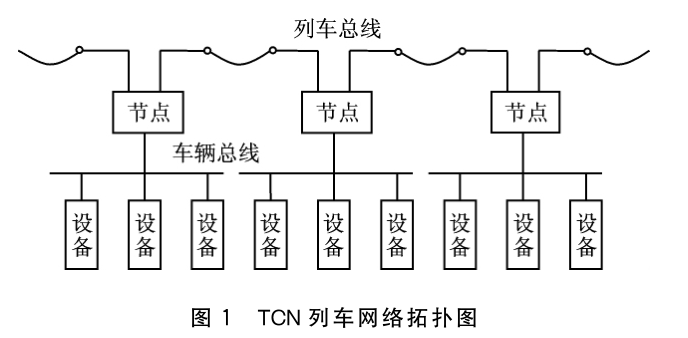 列车总线
节点 节点 节点
车辆总线
设备 设备 设备 设备 设备 设备 设备 设备 设备
图 1 TCN 列车网络拓扑图